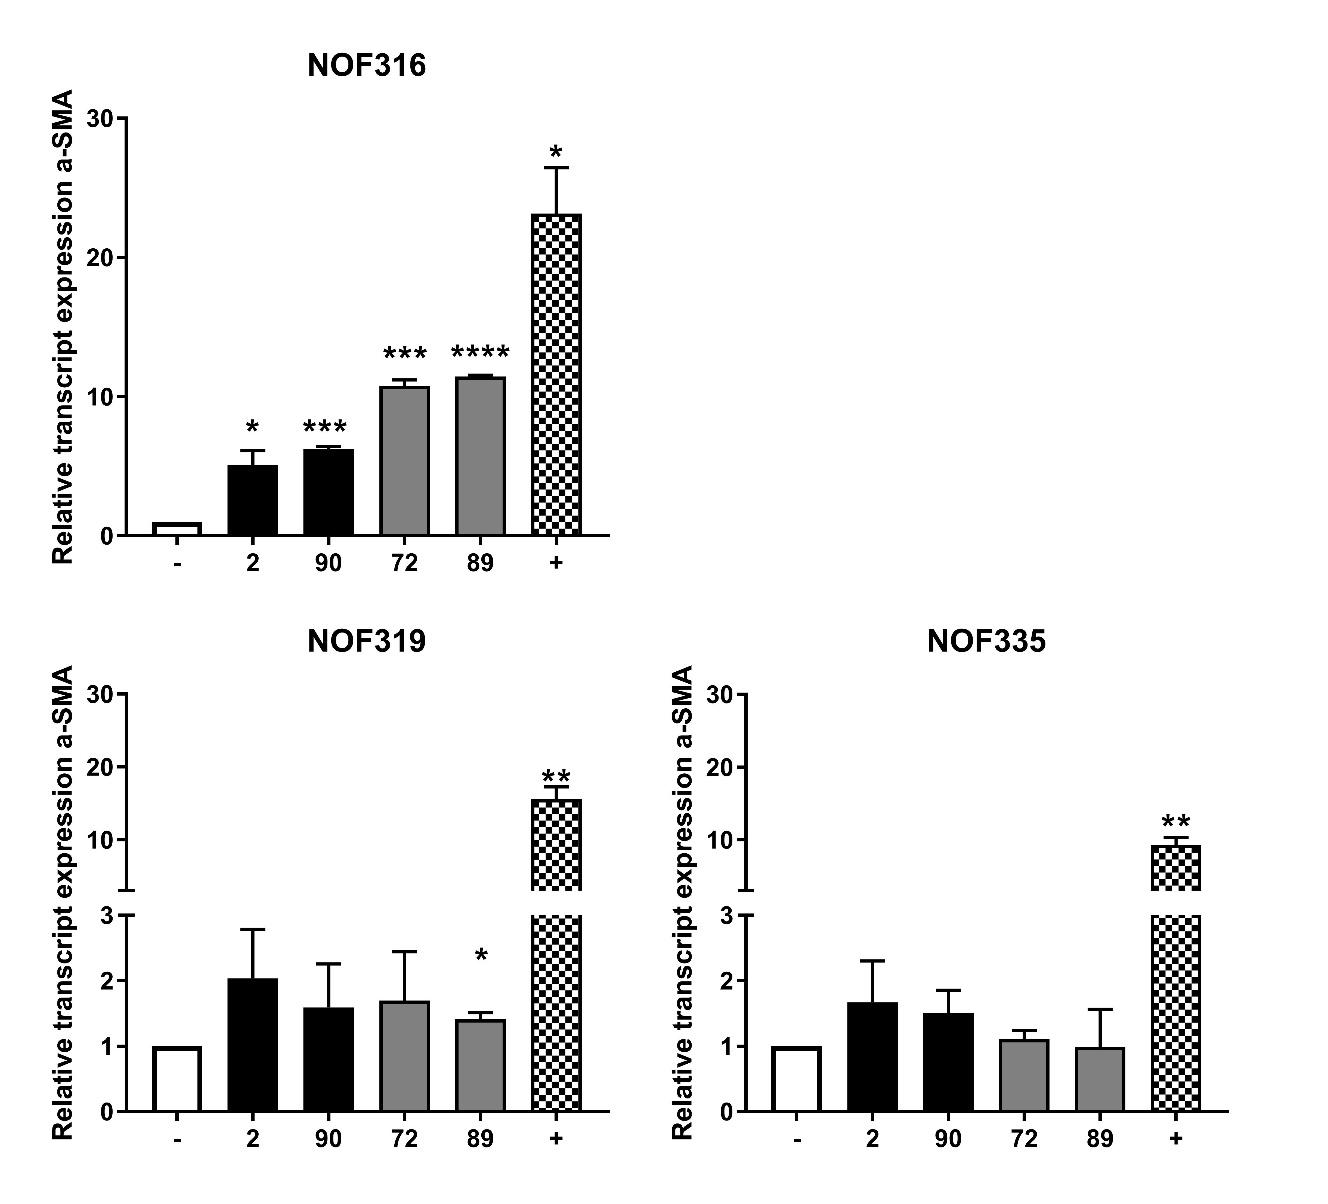 NOF316
Relative transcript expression a-SMA
30
20
10
0
*
***
***
****
*
- 2 90 72 89 +
NOF319
Relative transcript expression a-SMA
30
20
10
3
2
1
0
*
**
- 2 90 72 89 +
NOF335
Relative transcript expression a-SMA
30
20
10
3
2
1
0
**
- 2 90 72 89 +